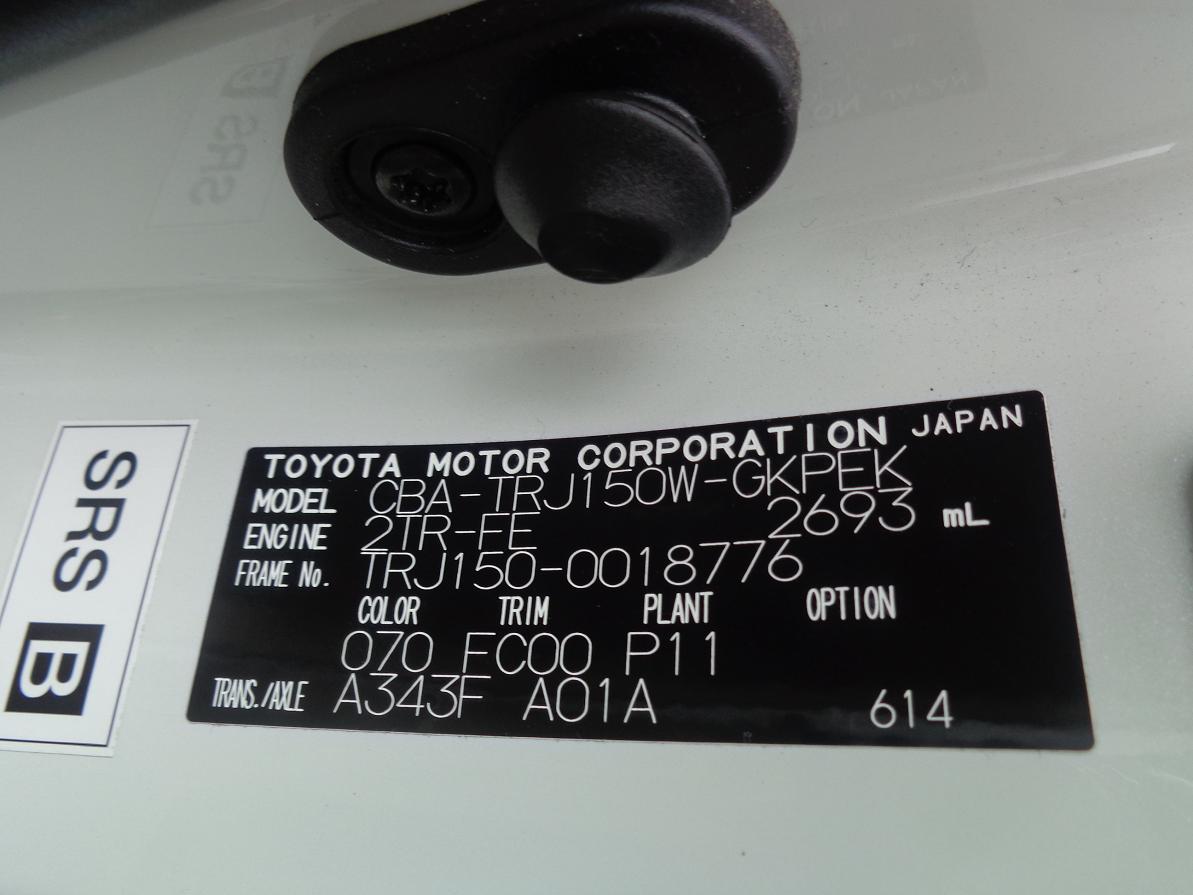 TOYOTA MOTOR CORPORATION JAPAN
MODEL CBA-TRJ150W-GKPEK
ENGINE 2TR-FE 2693 mL
FRAME No. TRJ150-0018776
COLOR TRIM PLANT OPTION
070 FC00 P11
TRANS./AXLE A343F A01A 614
SRS B